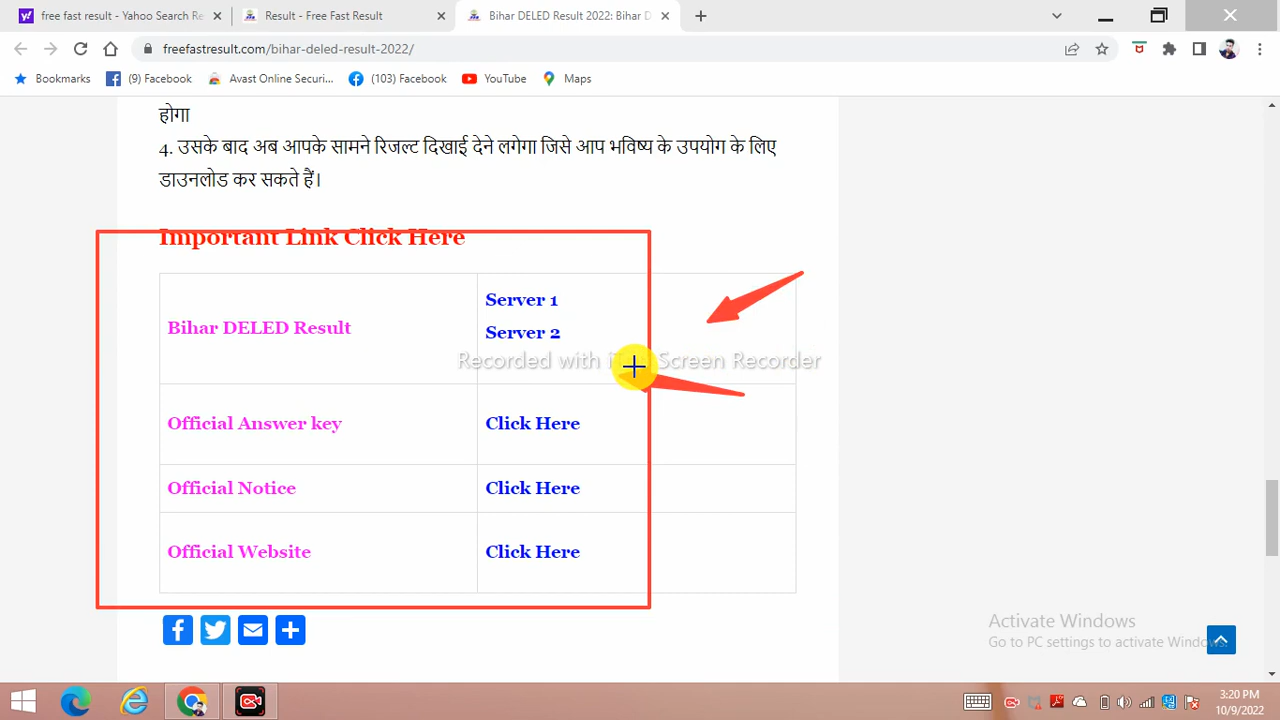 free fast result - Yahoo Search Re
Result - Free Fast Result
Bihar DELED Result 2022: Bihar D
freefastresult.com/bihar-deled-result-2022/
Bookmarks
(9) Facebook
Avast Online Securi...
(103) Facebook
YouTube
Maps
होगा
4. उसके बाद अब आपके सामने रिजल्ट दिखाई देने लगेगा जिसे आप भविष्य के उपयोग के लिए
डाउनलोड कर सकते हैं।
Important Link Click Here
Bihar DELED Result
Server 1
Server 2
Recorded with Screen Recorder
Official Answer key
Click Here
Official Notice
Click Here
Official Website
Click Here
Activate Windows
Go to PC settings to activate Windows.
3:20 PM
10/9/2022